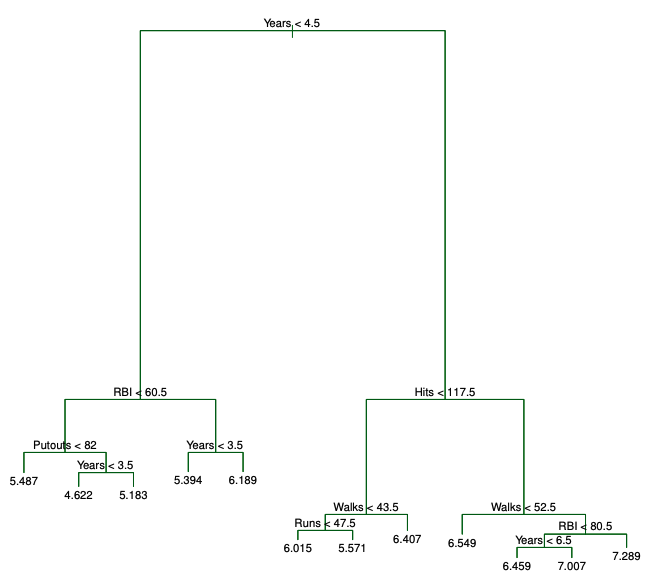 Years < 4.5
RBI < 60.5
Hits < 117.5
Putouts < 82
Years < 3.5
Years < 3.5
5.487
4.622
5.183
5.394
6.189
Walks < 43.5
Walks < 52.5
Runs < 47.5
RBI < 80.5
Years < 6.5
6.015
5.571
6.407
6.549
6.459
7.007
7.289